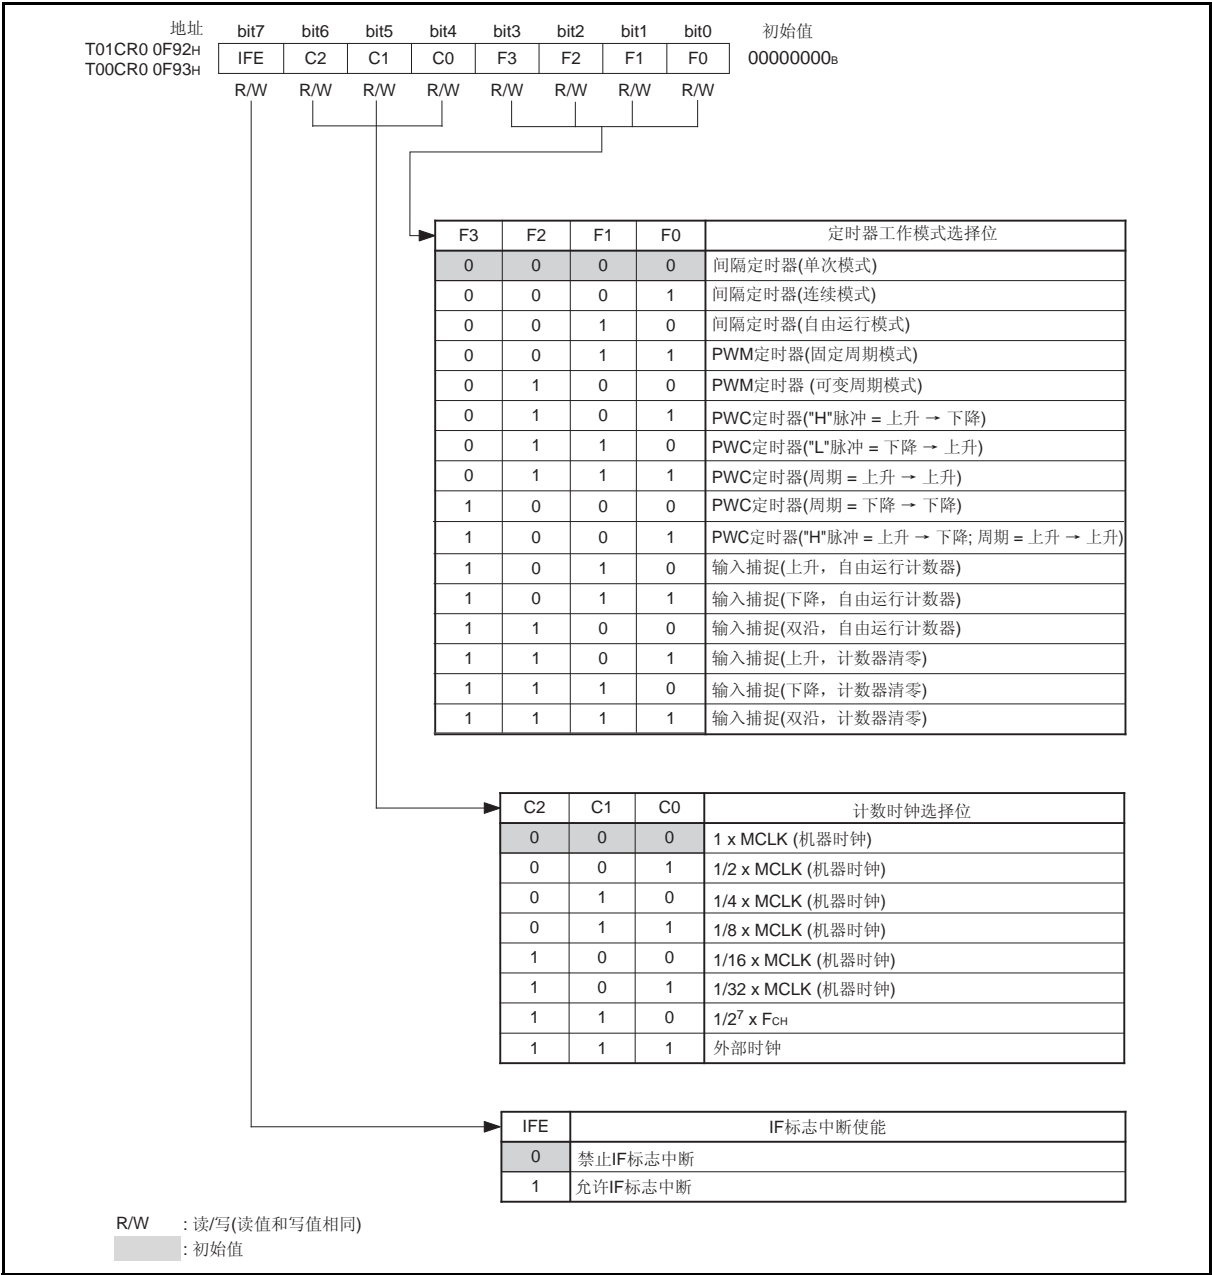 地址 bit7 bit6 bit5 bit4 bit3 bit2 bit1 bit0 初始值
T01CR0 0F92H
T00CR0 0F93H
IFE C2 C1 C0 F3 F2 F1 F0 00000000B
R/W R/W R/W R/W R/W R/W R/W R/W
F3 F2 F1 F0 定时器工作模式选择位
0 0 0 0 间隔定时器(单次模式)
0 0 0 1 间隔定时器(连续模式)
0 0 1 0 间隔定时器(自由运行模式)
0 0 1 1 PWM定时器(固定周期模式)
0 1 0 0 PWM定时器 (可变周期模式)
0 1 0 1 PWC定时器("H"脉冲 = 上升 → 下降)
0 1 1 0 PWC定时器("L"脉冲 = 下降 → 上升)
0 1 1 1 PWC定时器(周期 = 上升 → 上升)
1 0 0 0 PWC定时器(周期 = 下降 → 下降)
1 0 0 1 PWC定时器("H"脉冲 = 上升 → 下降; 周期 = 上升 → 上升)
1 0 1 0 输入捕捉(上升，自由运行计数器)
1 0 1 1 输入捕捉(下降，自由运行计数器)
1 1 0 0 输入捕捉(双沿，自由运行计数器)
1 1 0 1 输入捕捉(上升，计数器清零)
1 1 1 0 输入捕捉(下降，计数器清零)
1 1 1 1 输入捕捉(双沿，计数器清零)
C2 C1 C0 计数时钟选择位
0 0 0 1 x MCLK (机器时钟)
0 0 1 1/2 x MCLK (机器时钟)
0 1 0 1/4 x MCLK (机器时钟)
0 1 1 1/8 x MCLK (机器时钟)
1 0 0 1/16 x MCLK (机器时钟)
1 0 1 1/32 x MCLK (机器时钟)
1 1 0 1/2⁷ x FCH
1 1 1 外部时钟
IFE IF标志中断使能
0 禁止IF标志中断
1 允许IF标志中断
R/W : 读/写(读值和写值相同)
: 初始值